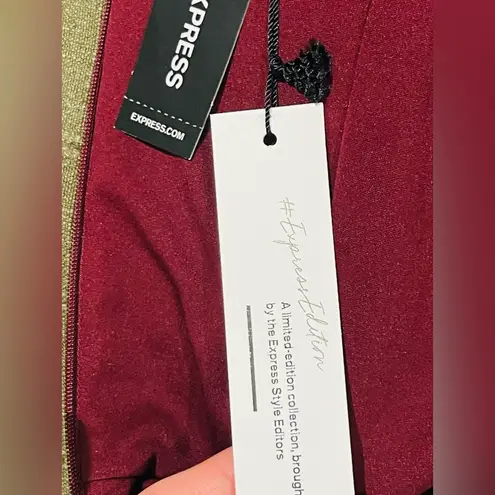 XPRESS
EXPRESS.COM
#ExpressEdition
A limited-edition collection, brough
by the Express Style Editors